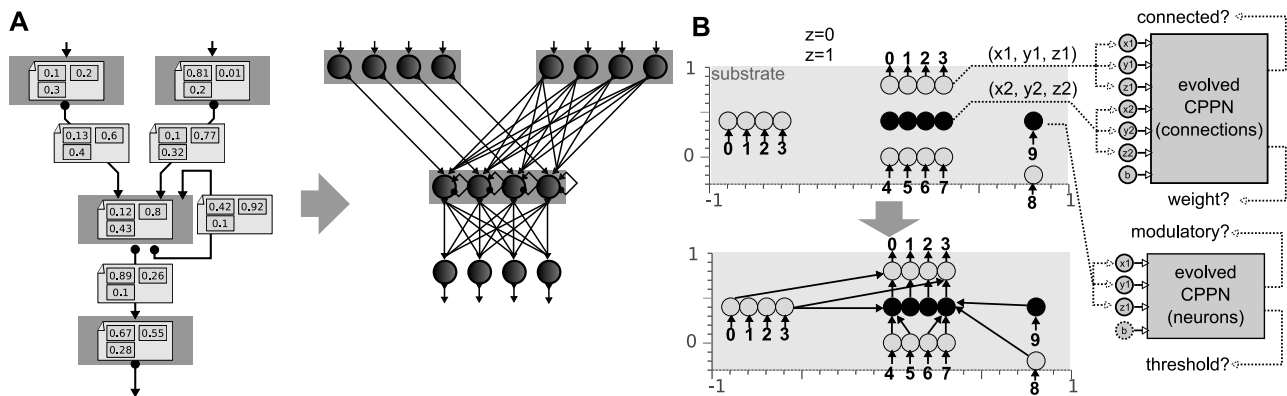 A
0.1 0.2
0.3
0.81 0.01
0.2
0.13 0.6
0.4
0.1 0.77
0.32
0.12 0.8
0.43
0.42 0.92
0.1
0.89 0.26
0.1
0.67 0.55
0.28
B
z=0
z=1
substrate
1
0
-1 1
0 1 2 3
0 1 2 3
4 5 6 7
9
8
(x1, y1, z1)
(x2, y2, z2)
1
0
-1 1
0 1 2 3
0 1 2 3
4 5 6 7
9
8
connected?
x1
y1
z1
x2
y2
z2
b
evolved
CPPN
(connections)
weight?
modulatory?
x1
y1
z1
b
evolved
CPPN
(neurons)
threshold?